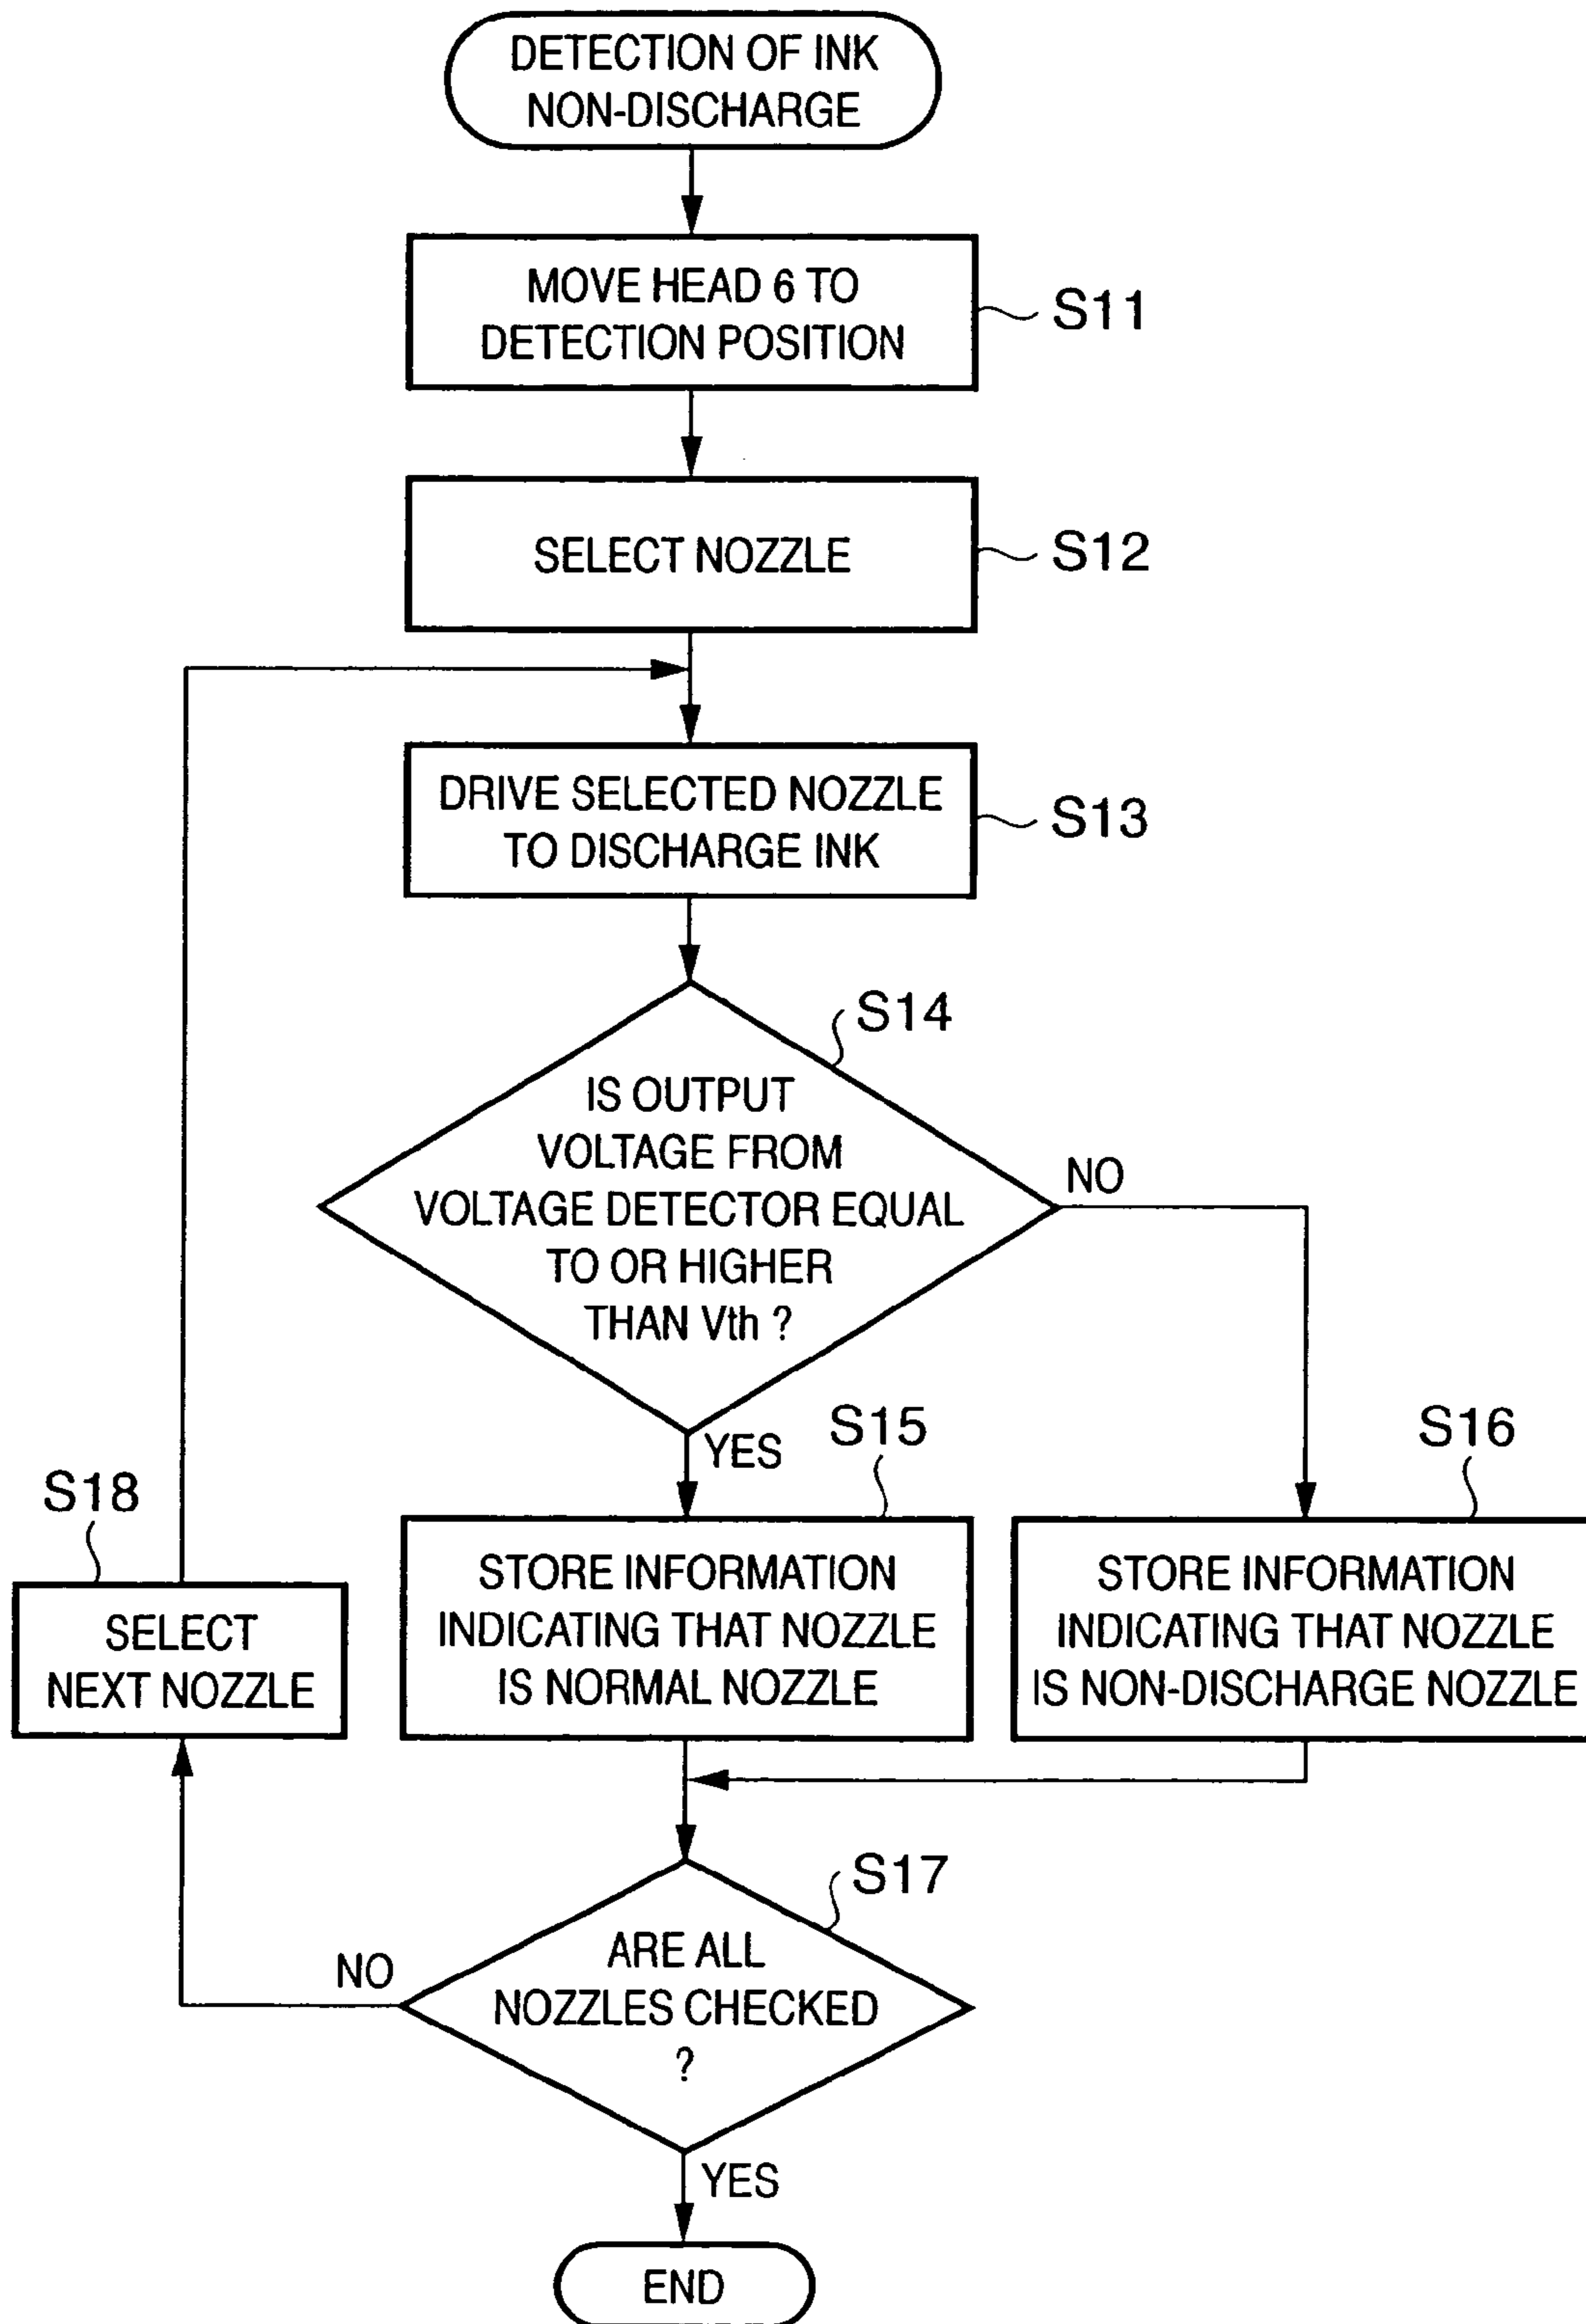 DETECTION OF INK
NON-DISCHARGE
MOVE HEAD 6 TO
DETECTION POSITION
S11
SELECT NOZZLE
S12
DRIVE SELECTED NOZZLE
TO DISCHARGE INK
S13
S14
IS OUTPUT
VOLTAGE FROM
VOLTAGE DETECTOR EQUAL
TO OR HIGHER
THAN Vth ?
NO
YES
S15
STORE INFORMATION
INDICATING THAT NOZZLE
IS NORMAL NOZZLE
S16
STORE INFORMATION
INDICATING THAT NOZZLE
IS NON-DISCHARGE NOZZLE
S18
SELECT
NEXT NOZZLE
S17
ARE ALL
NOZZLES CHECKED
?
NO
YES
END